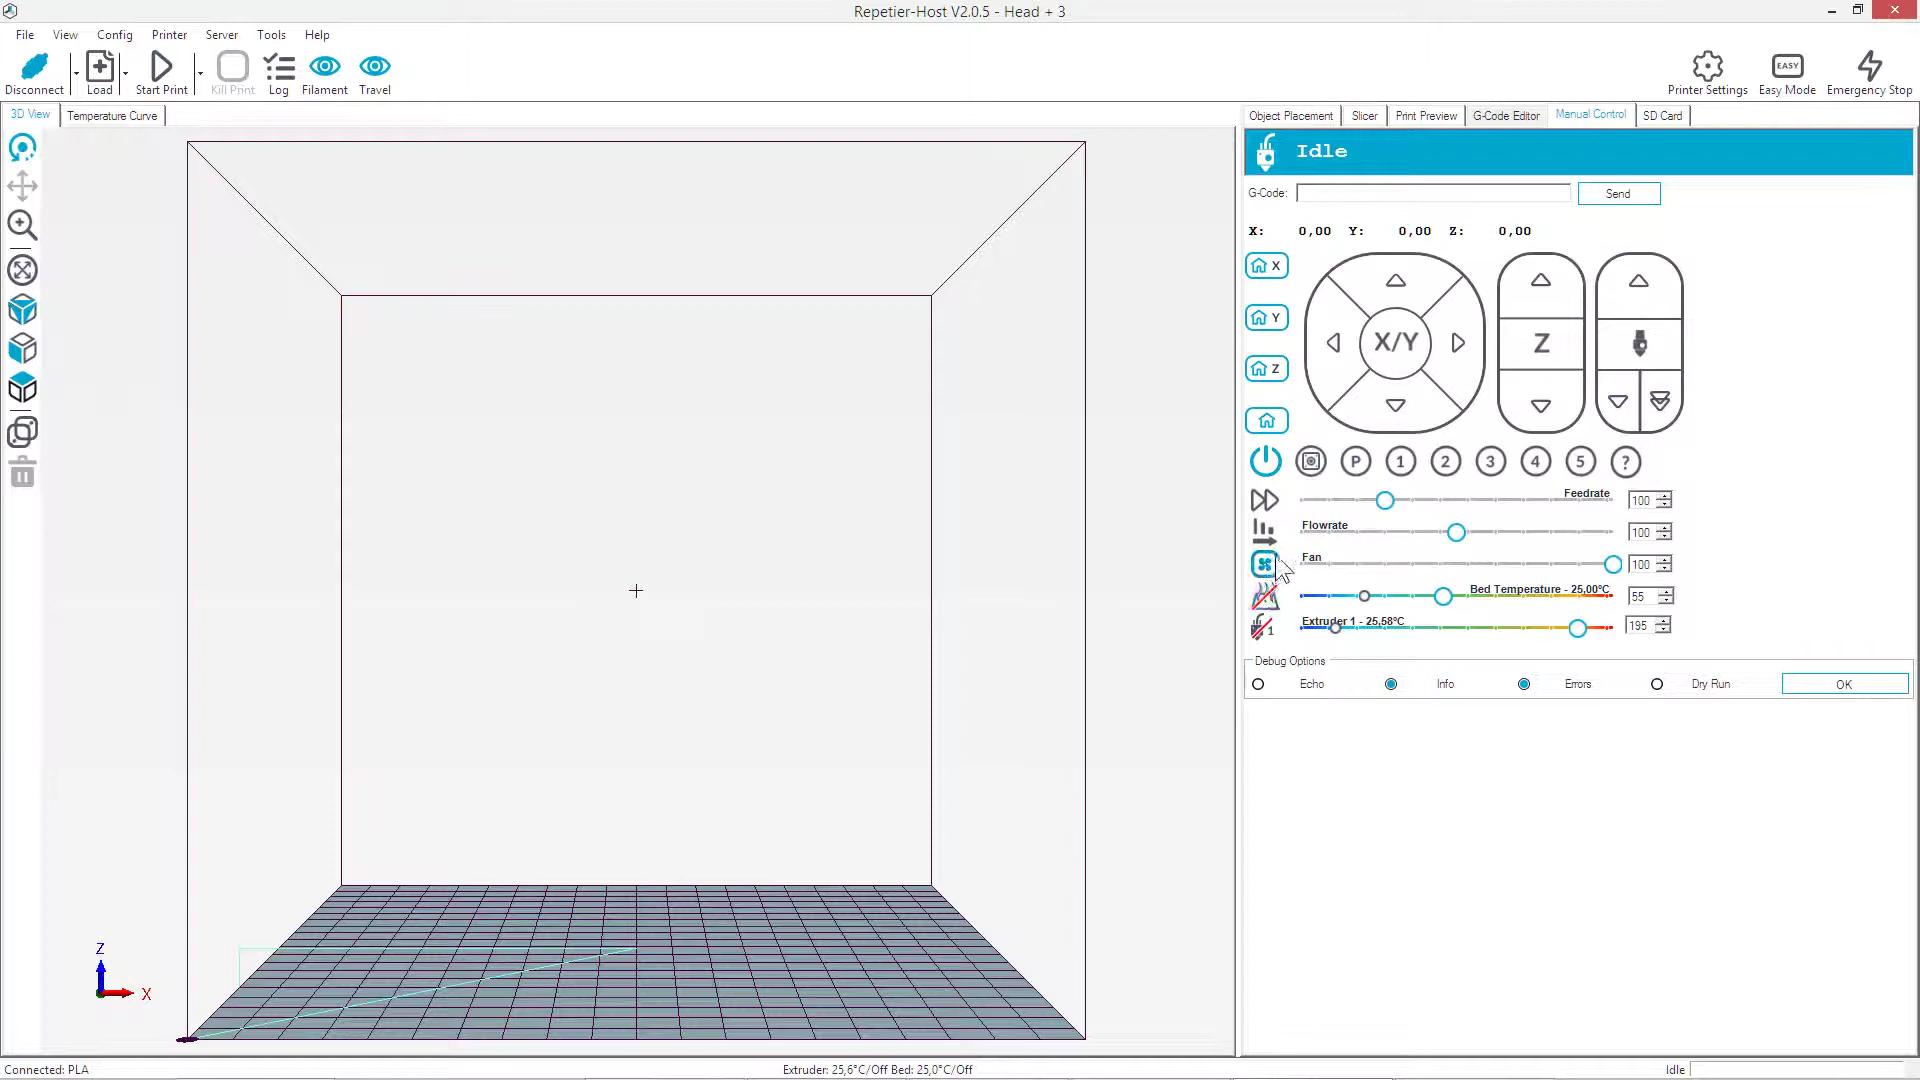 Repetier-Host V2.0.5 - Head + 3
File View Config Printer Server Tools Help
Disconnect Load Start Print Kill Print Log Filament Travel
EASY
Printer Settings Easy Mode Emergency Stop
3D View Temperature Curve
Object Placement Slicer Print Preview G-Code Editor Manual Control SD Card
Idle
G-Code: Send
X: 0,00 Y: 0,00 Z: 0,00
X
Y
Z
X/Y Z
P 1 2 3 4 5 ?
Feedrate 100
Flowrate 100
Fan 100
Bed Temperature - 25,00°C 55
1 Extruder 1 - 25,58°C 195
Debug Options
Echo Info Errors Dry Run OK
Z
X
Connected: PLA Extruder: 25,6°C/Off Bed: 25,0°C/Off Idle